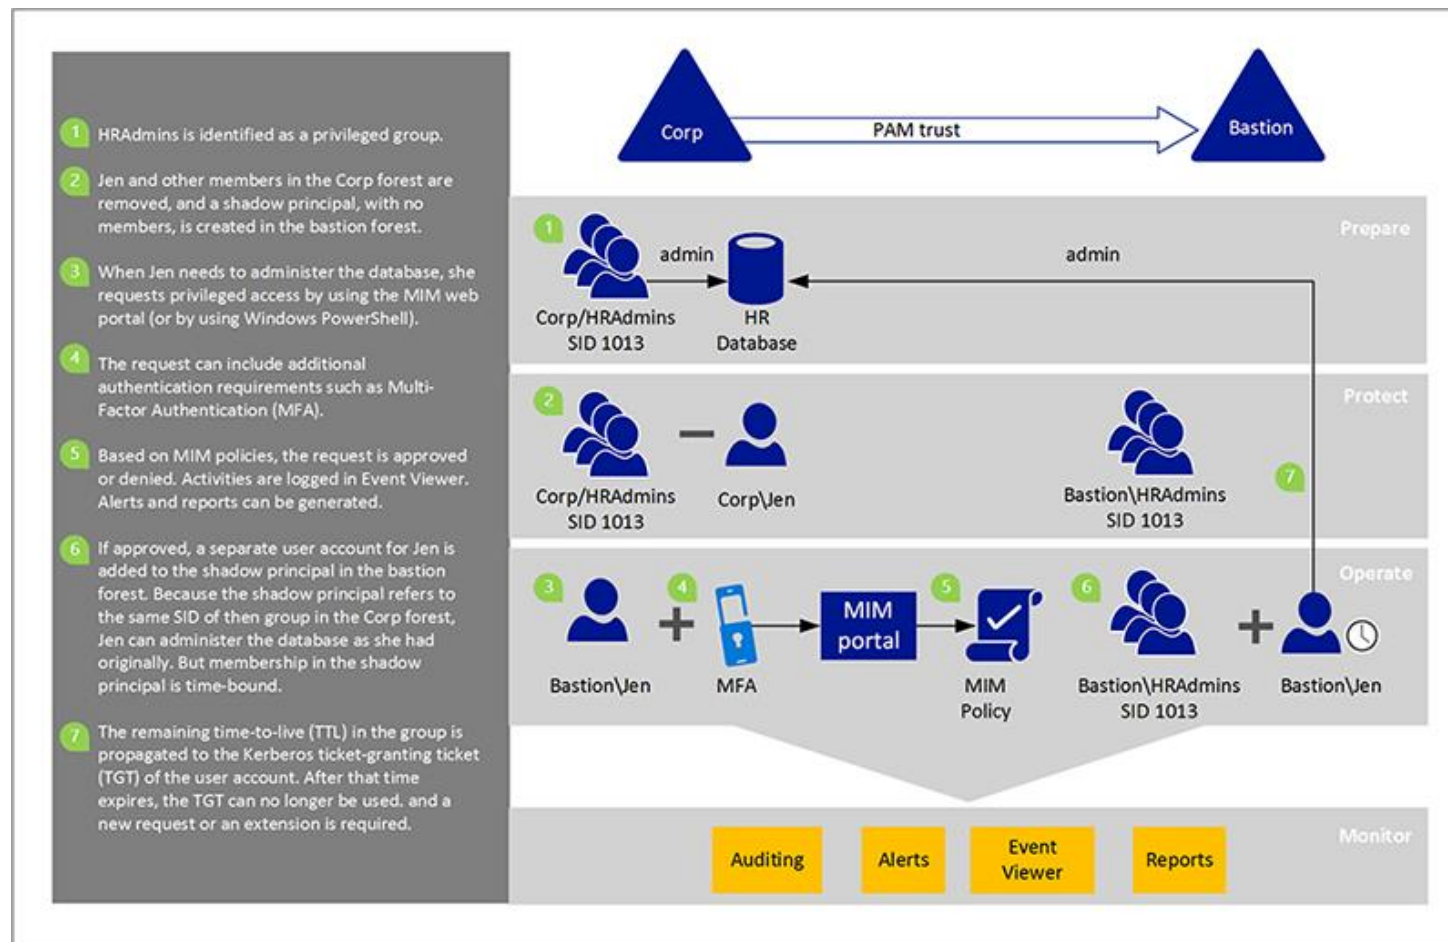 1 HRAdmins is identified as a privileged group.
2 Jen and other members in the Corp forest are
removed, and a shadow principal, with no
members, is created in the bastion forest.
3 When Jen needs to administer the database, she
requests privileged access by using the MIM web
portal (or by using Windows PowerShell).
4 The request can include additional
authentication requirements such as Multi-
Factor Authentication (MFA).
5 Based on MIM policies, the request is approved
or denied. Activities are logged in Event Viewer.
Alerts and reports can be generated.
6 If approved, a separate user account for Jen is
added to the shadow principal in the bastion
forest. Because the shadow principal refers to
the same SID of then group in the Corp forest,
Jen can administer the database as she had
originally. But membership in the shadow
principal is time-bound.
7 The remaining time-to-live (TTL) in the group is
propagated to the Kerberos ticket-granting ticket
(TGT) of the user account. After that time
expires, the TGT can no longer be used. and a
new request or an extension is required.
Corp
PAM trust
Bastion
Prepare
1
admin
admin
Corp/HRAdmins
SID 1013
HR
Database
Protect
2
Corp/HRAdmins
SID 1013
Corp\Jen
Bastion\HRAdmins
SID 1013
7
Operate
3
4
5
6
MIM
portal
Bastion\Jen
MFA
MIM
Policy
Bastion\HRAdmins
SID 1013
Bastion\Jen
Monitor
Auditing
Alerts
Event
Viewer
Reports